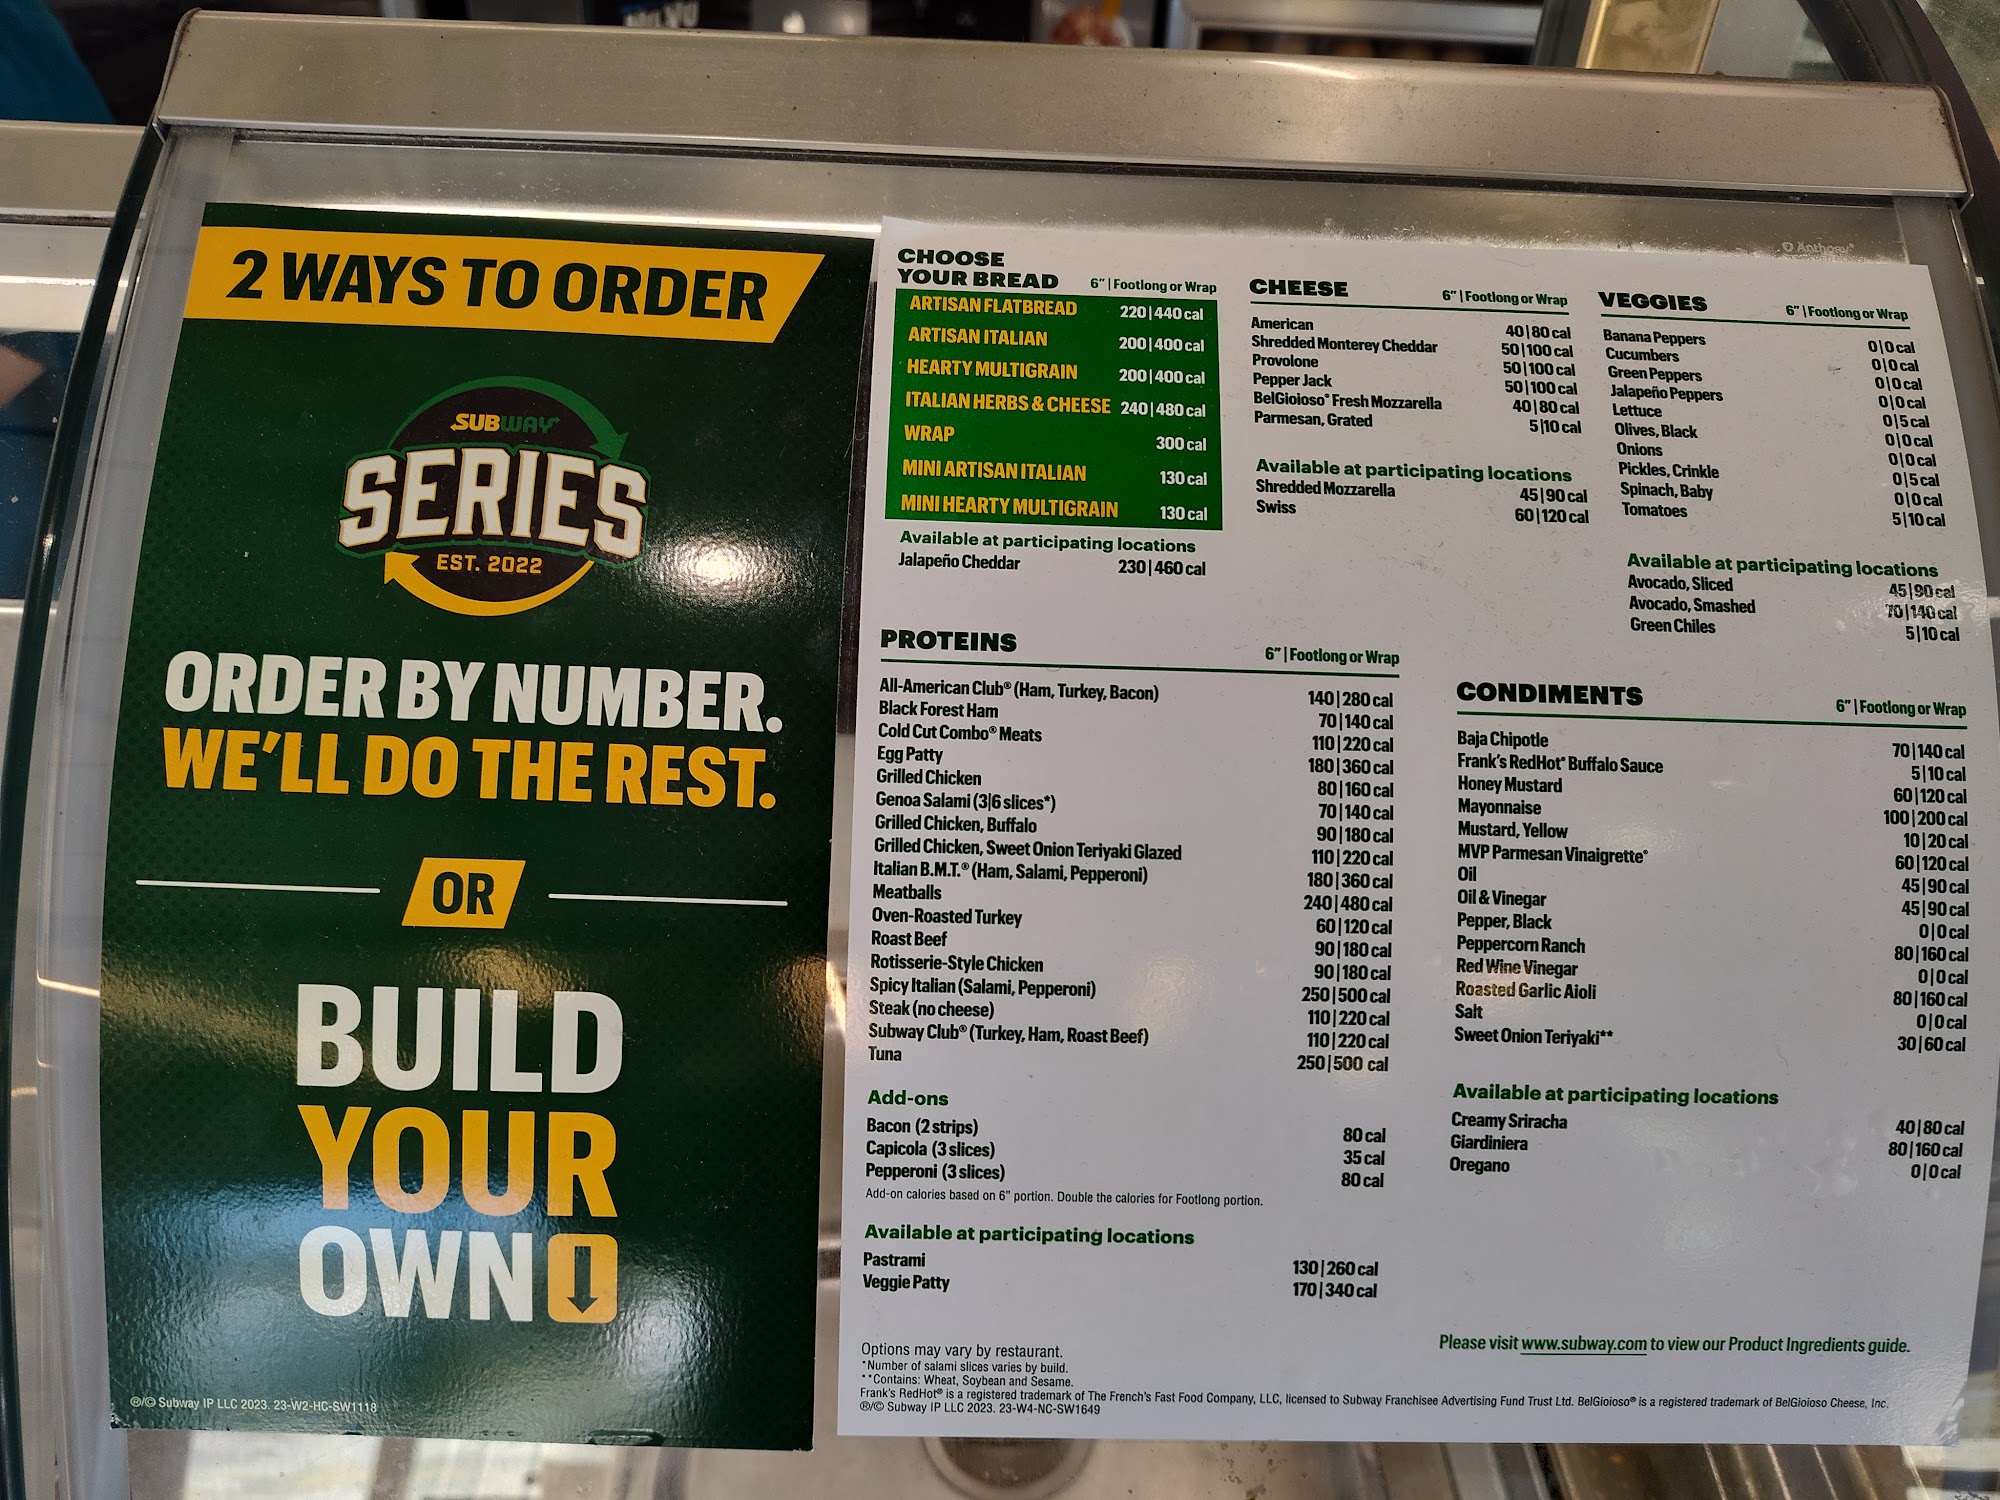 2 WAYS TO ORDER
SUBWAY
SERIES
EST. 2022
ORDER BY NUMBER.
WE'LL DO THE REST.
OR
BUILD
YOUR
OWN
®/© Subway IP LLC 2023. 23-W2-HC-SW1118
CHOOSE
YOUR BREAD 6" | Footlong or Wrap
ARTISAN FLATBREAD 220|440 cal
ARTISAN ITALIAN 200|400 cal
HEARTY MULTIGRAIN 200|400 cal
ITALIAN HERBS & CHEESE 240|480 cal
WRAP 300 cal
MINI ARTISAN ITALIAN 130 cal
MINI HEARTY MULTIGRAIN 130 cal
Available at participating locations
Jalapeño Cheddar 230|460 cal
CHEESE 6" | Footlong or Wrap
American 40|80 cal
Shredded Monterey Cheddar 50|100 cal
Provolone 50|100 cal
Pepper Jack 50|100 cal
BelGioioso® Fresh Mozzarella 40|80 cal
Parmesan, Grated 5|10 cal
Available at participating locations
Shredded Mozzarella 45|90 cal
Swiss 60|120 cal
Anthony®
VEGGIES 6" | Footlong or Wrap
Banana Peppers 0|0 cal
Cucumbers 0|0 cal
Green Peppers 0|0 cal
Jalapeño Peppers 0|0 cal
Lettuce 0|5 cal
Olives, Black 0|0 cal
Onions 0|0 cal
Pickles, Crinkle 0|5 cal
Spinach, Baby 0|0 cal
Tomatoes 5|10 cal
Available at participating locations
Avocado, Sliced 45|90 cal
Avocado, Smashed 70|140 cal
Green Chiles 5|10 cal
PROTEINS 6" | Footlong or Wrap
All-American Club® (Ham, Turkey, Bacon) 140|280 cal
Black Forest Ham 70|140 cal
Cold Cut Combo® Meats 110|220 cal
Egg Patty 180|360 cal
Grilled Chicken 80|160 cal
Genoa Salami (3|6 slices*) 70|140 cal
Grilled Chicken, Buffalo 90|180 cal
Grilled Chicken, Sweet Onion Teriyaki Glazed 110|220 cal
Italian B.M.T.® (Ham, Salami, Pepperoni) 180|360 cal
Meatballs 240|480 cal
Oven-Roasted Turkey 60|120 cal
Roast Beef 90|180 cal
Rotisserie-Style Chicken 90|180 cal
Spicy Italian (Salami, Pepperoni) 250|500 cal
Steak (no cheese) 110|220 cal
Subway Club® (Turkey, Ham, Roast Beef) 110|220 cal
Tuna 250|500 cal
Add-ons
Bacon (2 strips) 80 cal
Capicola (3 slices) 35 cal
Pepperoni (3 slices) 80 cal
Add-on calories based on 6" portion. Double the calories for Footlong portion.
Available at participating locations
Pastrami 130|260 cal
Veggie Patty 170|340 cal
CONDIMENTS 6" | Footlong or Wrap
Baja Chipotle 70|140 cal
Frank's RedHot® Buffalo Sauce 5|10 cal
Honey Mustard 60|120 cal
Mayonnaise 100|200 cal
Mustard, Yellow 10|20 cal
MVP Parmesan Vinaigrette® 60|120 cal
Oil 45|90 cal
Oil & Vinegar 45|90 cal
Pepper, Black 0|0 cal
Peppercorn Ranch 80|160 cal
Red Wine Vinegar 0|0 cal
Roasted Garlic Aioli 80|160 cal
Salt 0|0 cal
Sweet Onion Teriyaki** 30|60 cal
Available at participating locations
Creamy Sriracha 40|80 cal
Giardiniera 80|160 cal
Oregano 0|0 cal
Please visit www.subway.com to view our Product Ingredients guide.
Options may vary by restaurant.
*Number of salami slices varies by build.
**Contains: Wheat, Soybean and Sesame.
Frank's RedHot® is a registered trademark of The French's Fast Food Company, LLC, licensed to Subway Franchisee Advertising Fund Trust Ltd. BelGioioso® is a registered trademark of BelGioioso Cheese, Inc.
®/© Subway IP LLC 2023. 23-W4-NC-SW1649